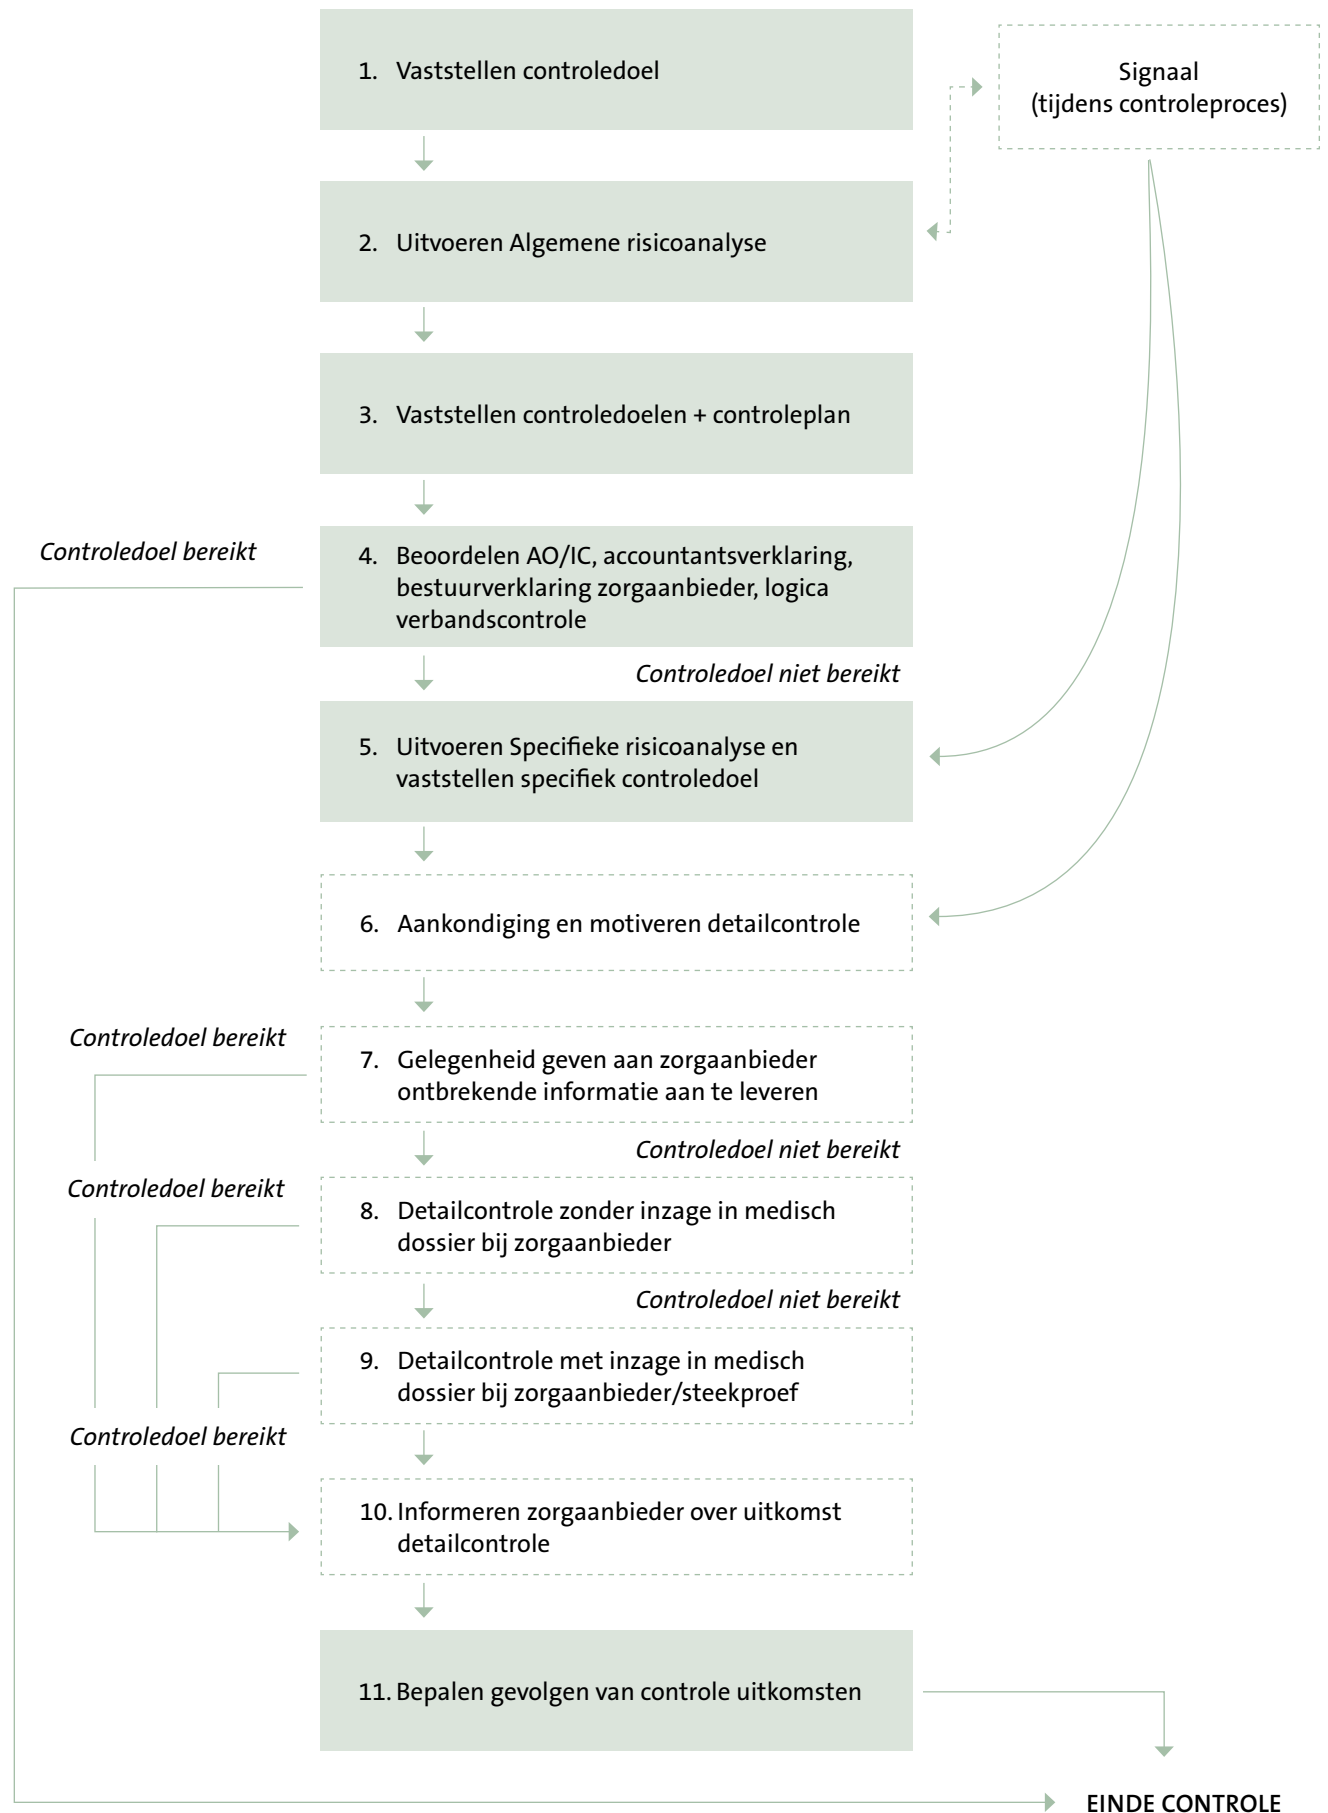 1. Vaststellen controledoel
Signaal
(tijdens controleproces)
2. Uitvoeren Algemene risicoanalyse
3. Vaststellen controledoelen + controleplan
Controledoel bereikt
4. Beoordelen AO/IC, accountantsverklaring,
bestuurverklaring zorgaanbieder, logica
verbandscontrole
Controledoel niet bereikt
5. Uitvoeren Specifieke risicoanalyse en
vaststellen specifiek controledoel
6. Aankondiging en motiveren detailcontrole
Controledoel bereikt
7. Gelegenheid geven aan zorgaanbieder
ontbrekende informatie aan te leveren
Controledoel niet bereikt
Controledoel bereikt
8. Detailcontrole zonder inzage in medisch
dossier bij zorgaanbieder
Controledoel niet bereikt
9. Detailcontrole met inzage in medisch
dossier bij zorgaanbieder/steekproef
Controledoel bereikt
10. Informeren zorgaanbieder over uitkomst
detailcontrole
11. Bepalen gevolgen van controle uitkomsten
EINDE CONTROLE